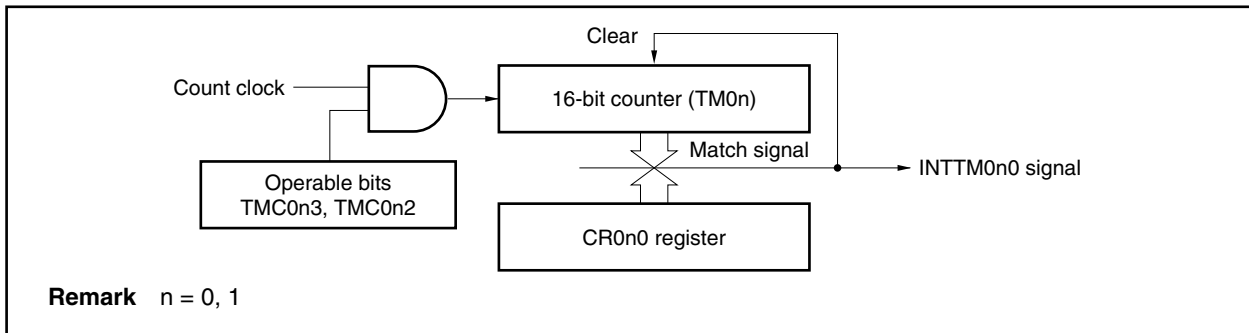 Clear
Count clock
16-bit counter (TM0n)
Match signal
INTTM0n0 signal
Operable bits
TMC0n3, TMC0n2
CR0n0 register
Remark n = 0, 1